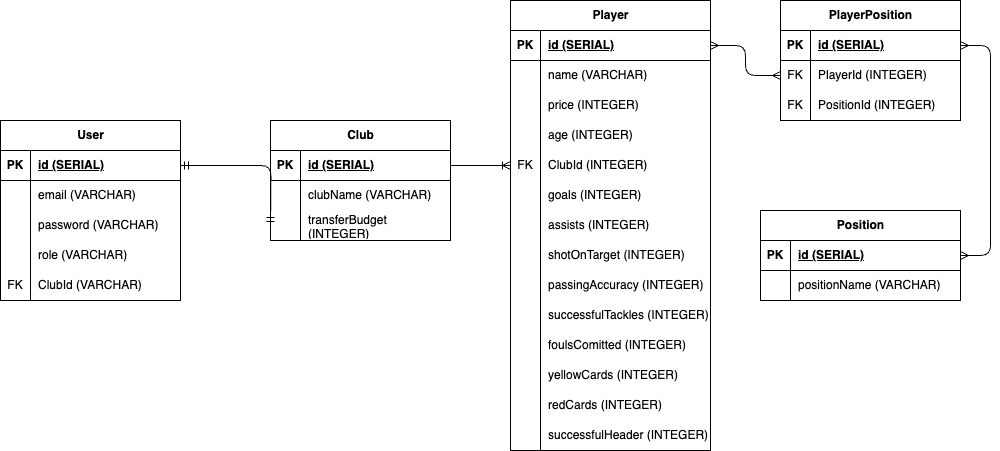 User
PK id (SERIAL)
email (VARCHAR)
password (VARCHAR)
role (VARCHAR)
FK ClubId (VARCHAR)
Club
PK id (SERIAL)
clubName (VARCHAR)
transferBudget
(INTEGER)
Player
PK id (SERIAL)
name (VARCHAR)
price (INTEGER)
age (INTEGER)
FK ClubId (INTEGER)
goals (INTEGER)
assists (INTEGER)
shotOnTarget (INTEGER)
passingAccuracy (INTEGER)
successfulTackles (INTEGER)
foulsComitted (INTEGER)
yellowCards (INTEGER)
redCards (INTEGER)
successfulHeader (INTEGER)
PlayerPosition
PK id (SERIAL)
FK PlayerId (INTEGER)
FK PositionId (INTEGER)
Position
PK id (SERIAL)
positionName (VARCHAR)